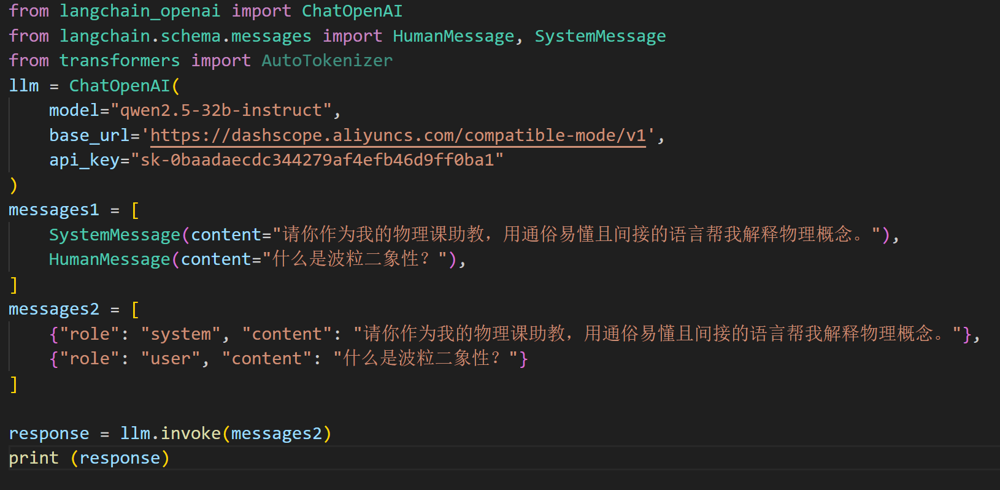 from langchain_openai import ChatOpenAI
from langchain.schema.messages import HumanMessage, SystemMessage
from transformers import AutoTokenizer
llm = ChatOpenAI(
    model="qwen2.5-32b-instruct",
    base_url='https://dashscope.aliyuncs.com/compatible-mode/v1',
    api_key="sk-0baadaecdc344279af4efb46d9ff0ba1"
)
messages1 = [
    SystemMessage(content="请你作为我的物理课助教，用通俗易懂且间接的语言帮我解释物理概念。"),
    HumanMessage(content="什么是波粒二象性？"),
]
messages2 = [
    {"role": "system", "content": "请你作为我的物理课助教，用通俗易懂且间接的语言帮我解释物理概念。"},
    {"role": "user", "content": "什么是波粒二象性？"}
]
response = llm.invoke(messages2)
print (response)